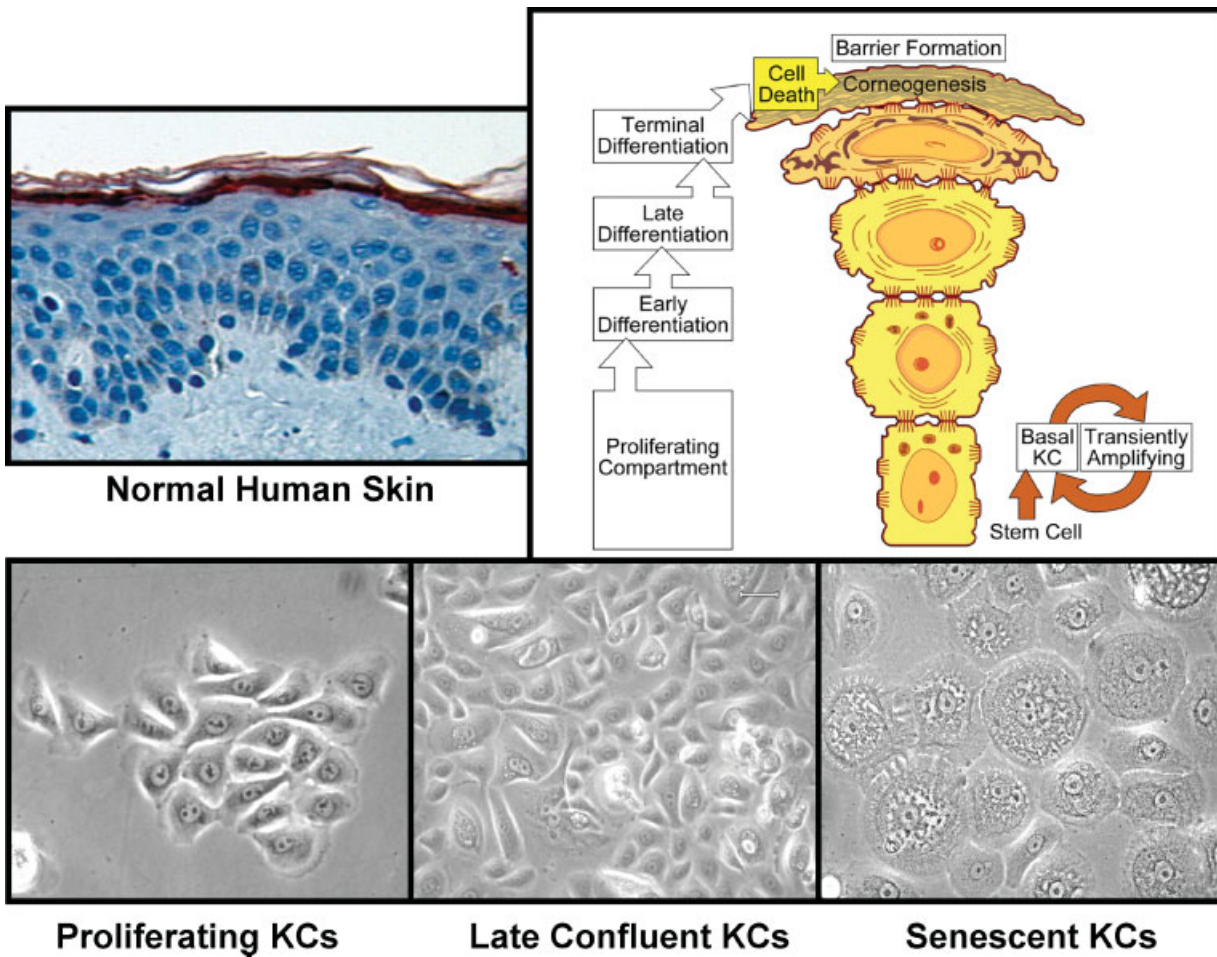 Normal Human Skin
Barrier Formation
Cell
Death
Corneogenesis
Terminal
Differentiation
Late
Differentiation
Early
Differentiation
Proliferating
Compartment
Basal
KC
Transiently
Amplifying
Stem Cell
Proliferating KCs
Late Confluent KCs
Senescent KCs